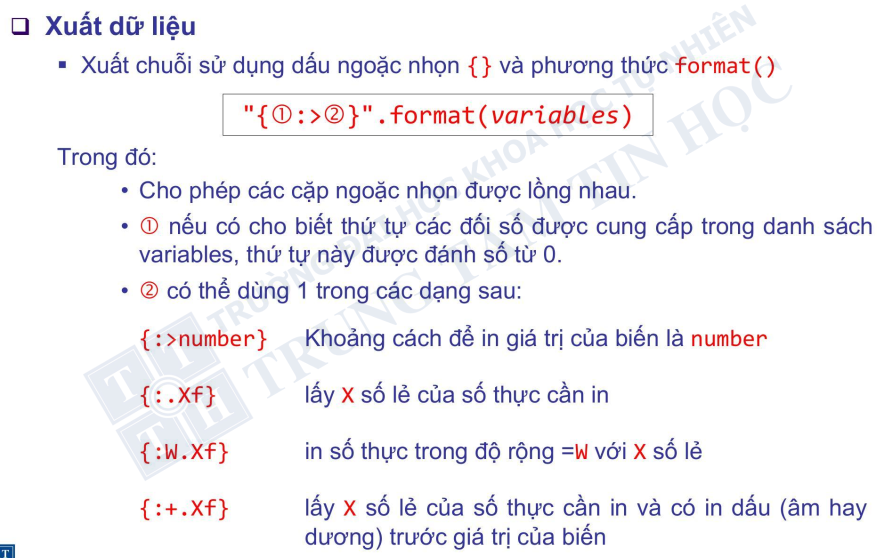 ❑ Xuất dữ liệu
▪ Xuất chuỗi sử dụng dấu ngoặc nhọn {} và phương thức format()
"{①:>②}".format(variables)
Trong đó:
• Cho phép các cặp ngoặc nhọn được lồng nhau.
• ① nếu có cho biết thứ tự các đối số được cung cấp trong danh sách
variables, thứ tự này được đánh số từ 0.
• ② có thể dùng 1 trong các dạng sau:
{:>number} Khoảng cách để in giá trị của biến là number
{:.Xf} lấy X số lẻ của số thực cần in
{:W.Xf} in số thực trong độ rộng =W với X số lẻ
{:+.Xf} lấy X số lẻ của số thực cần in và có in dấu (âm hay
dương) trước giá trị của biến
TRƯỜNG ĐẠI HỌC KHOA HỌC TỰ NHIÊN
TRUNG TÂM TIN HỌC
T T
T H
T